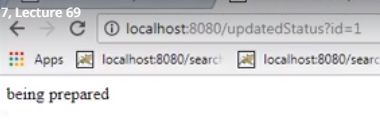 7, Lecture 69
localhost:8080/updatedStatus?id=1
Apps localhost:8080/searc localhost:8080/searc
being prepared